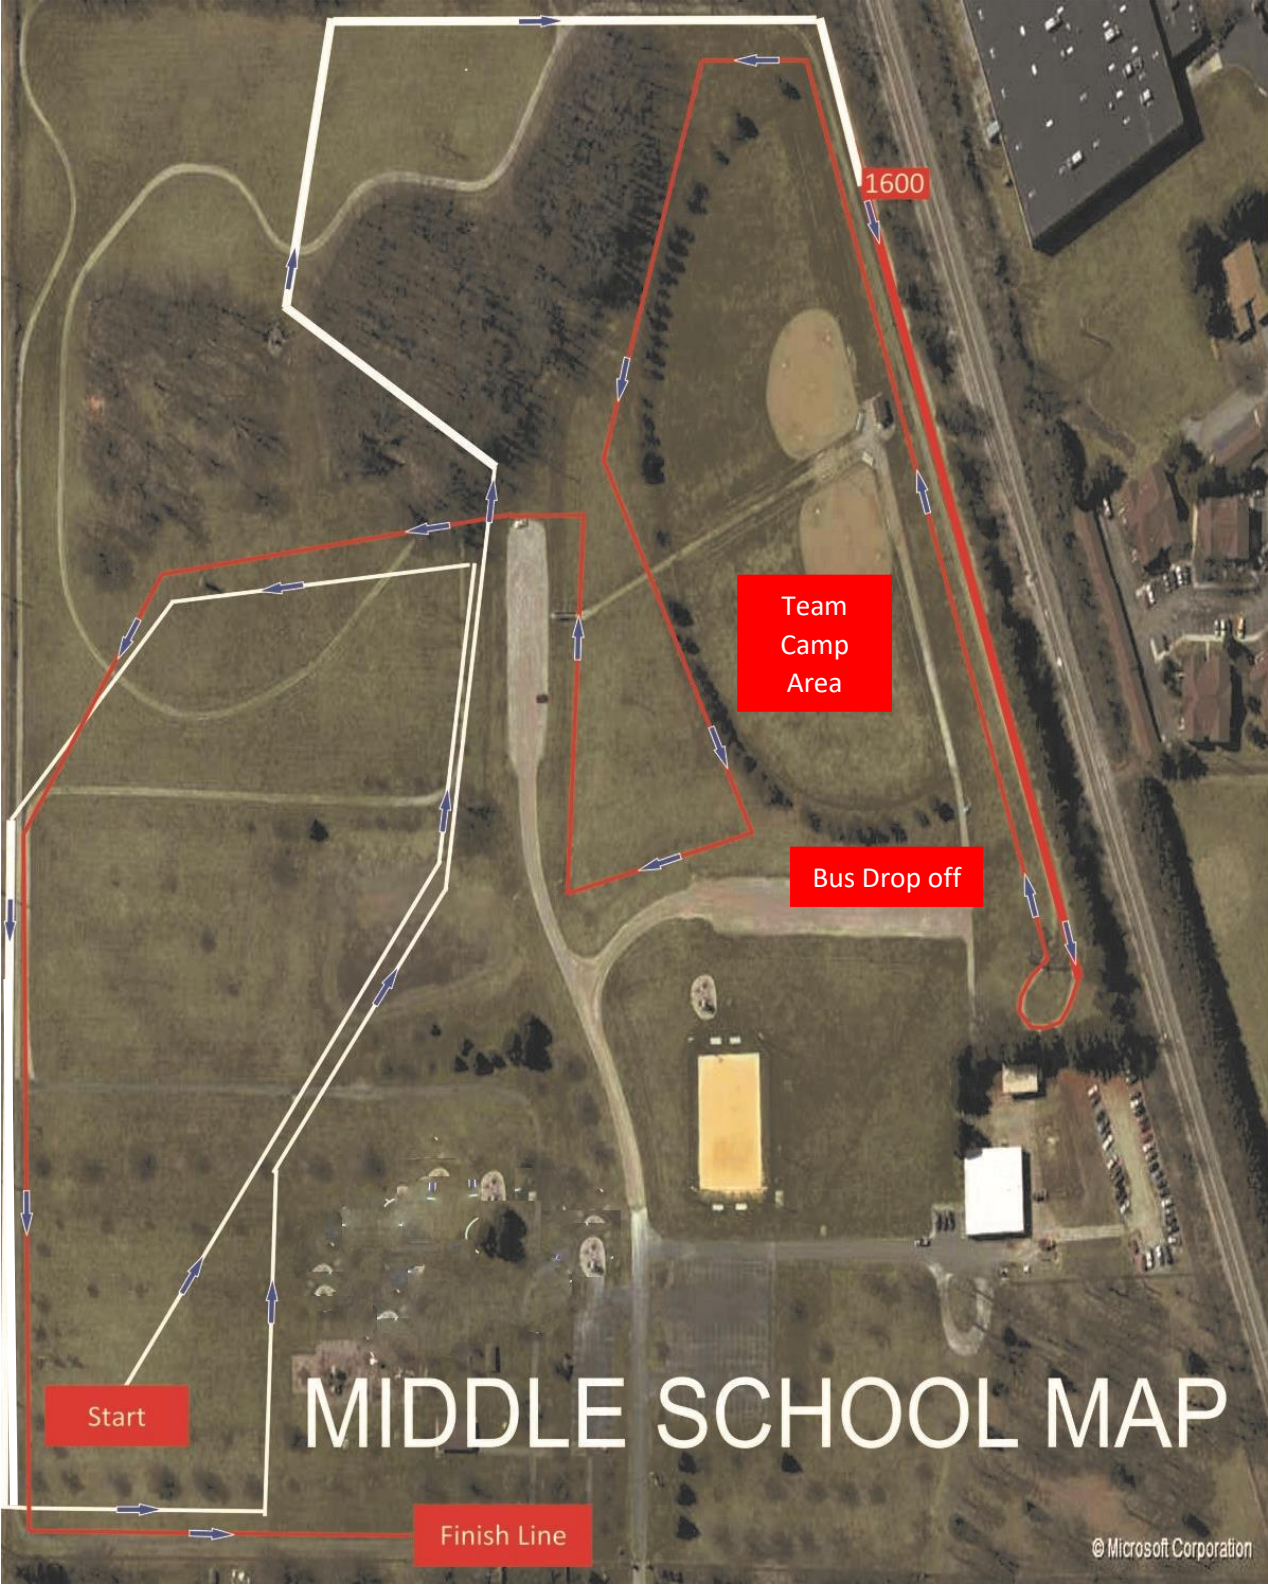 1600
Team
Camp
Area
Bus Drop off
Start
MIDDLE SCHOOL MAP
Finish Line
© Microsoft Corporation